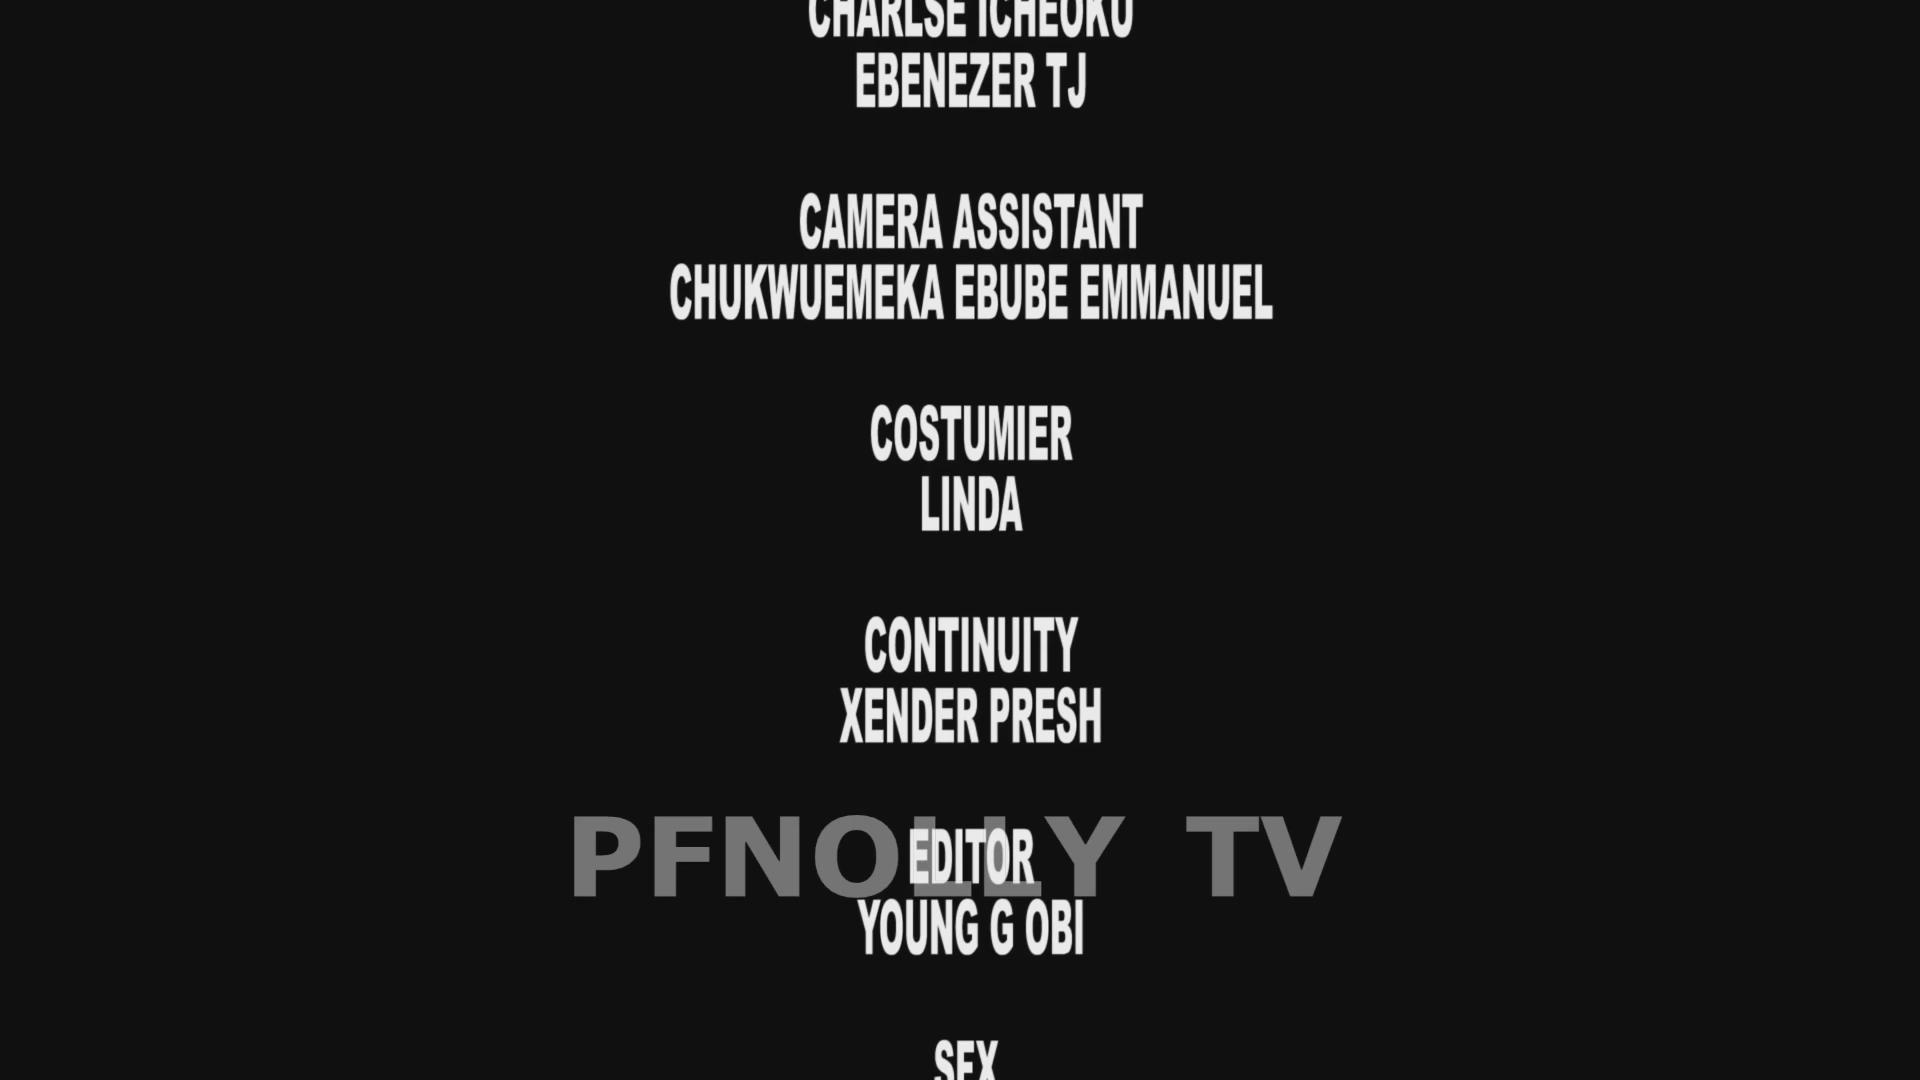 CHARLSE ICHEOKU
EBENEZER TJ
CAMERA ASSISTANT
CHUKWUEMEKA EBUBE EMMANUEL
COSTUMIER
LINDA
CONTINUITY
XENDER PRESH
PFNOLLY TV
EDITOR
YOUNG G OBI
SFX